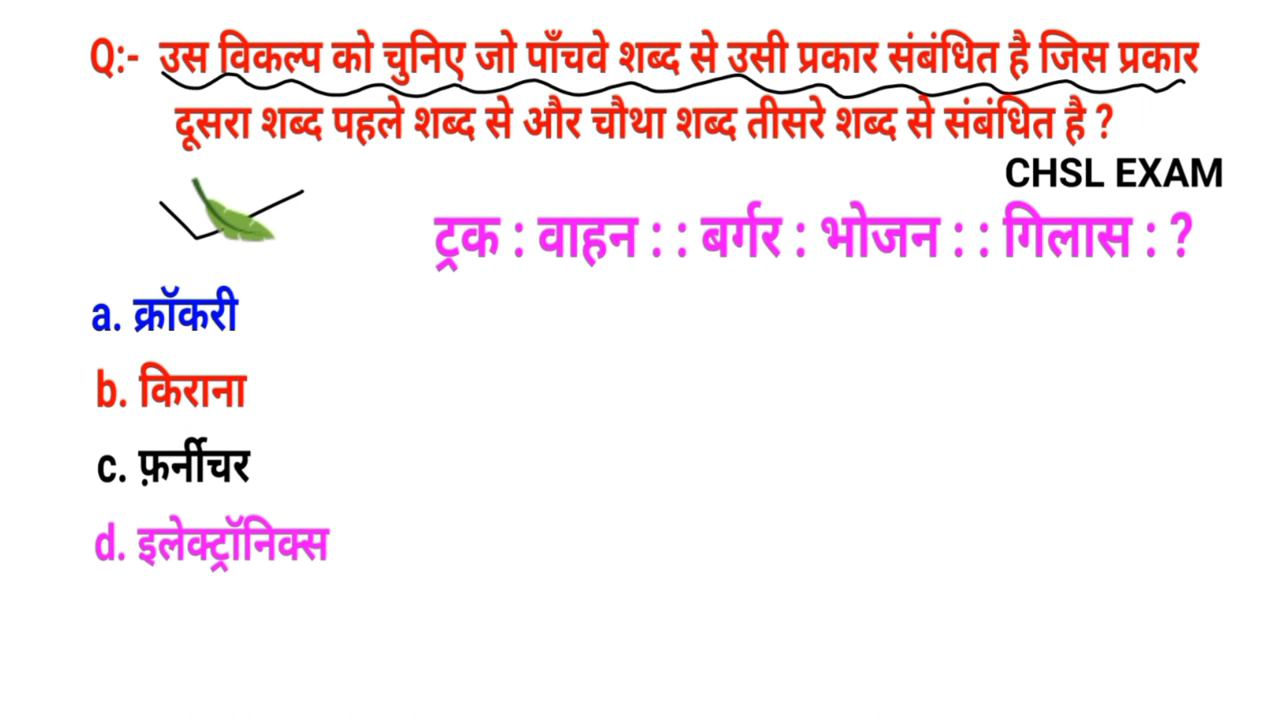 Q:- उस विकल्प को चुनिए जो पाँचवे शब्द से उसी प्रकार संबंधित है जिस प्रकार
दूसरा शब्द पहले शब्द से और चौथा शब्द तीसरे शब्द से संबंधित है ?
CHSL EXAM
ट्रक : वाहन : : बर्गर : भोजन : : गिलास : ?
a. क्रॉकरी
b. किराना
c. फ़र्नीचर
d. इलेक्ट्रॉनिक्स